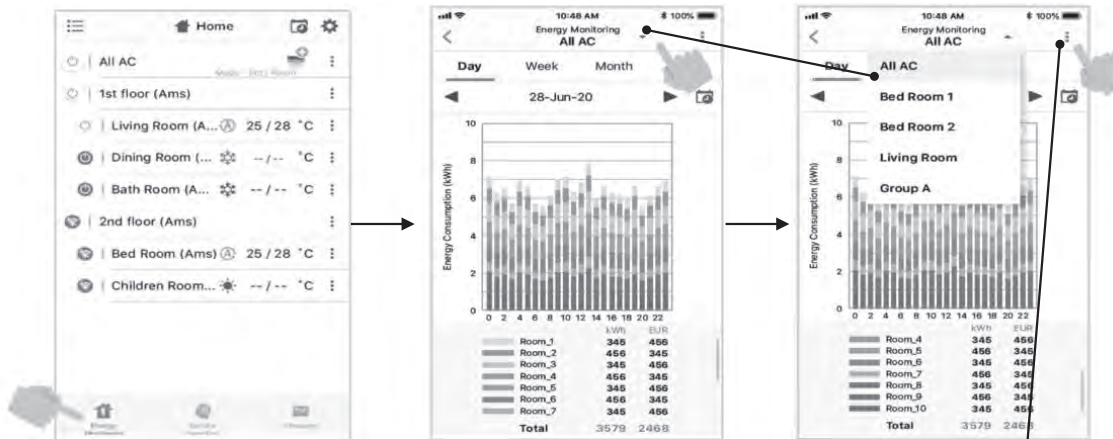 Home
All AC
1st floor (Ams)
Living Room (A... A 25 / 28 °C
Dining Room (... -- / -- °C
Bath Room (A... -- / -- °C
2nd floor (Ams)
Bed Room (Ams) A 25 / 28 °C
Children Room... -- / -- °C
Energy
10:48 AM 100%
Energy Monitoring
All AC
Day Week Month
28-Jun-20
Energy Consumption (kWh)
10
8
6
4
2
0
0 2 4 6 8 10 12 14 16 18 20 22
kWh EUR
Room_1 345 456
Room_2 456 345
Room_3 345 456
Room_4 456 345
Room_5 345 456
Room_6 456 345
Room_7 345 456
Total 3579 2468
10:48 AM 100%
Energy Monitoring
All AC
Day
All AC
Bed Room 1
Bed Room 2
Living Room
Group A
Energy Consumption (kWh)
10
8
6
4
2
0
0 2 4 6 8 10 12 14 16 18 20 22
kWh EUR
Room_4 345 456
Room_5 456 345
Room_6 345 456
Room_7 456 345
Room_8 345 456
Room_9 456 345
Room_10 345 456
Total 3579 2468